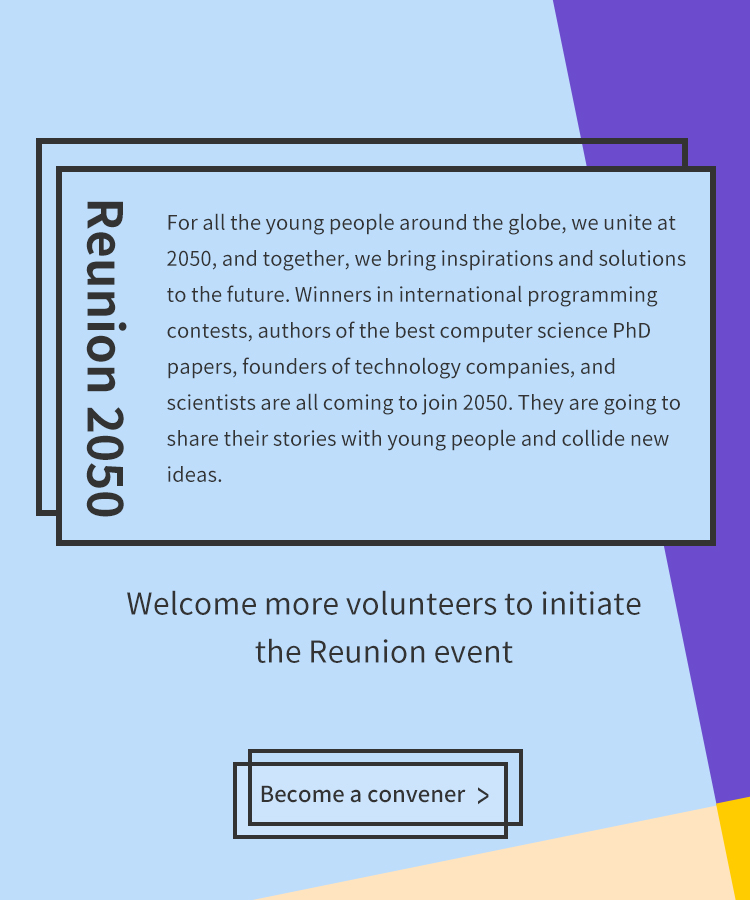 Reunion 2050
For all the young people around the globe, we unite at
2050, and together, we bring inspirations and solutions
to the future. Winners in international programming
contests, authors of the best computer science PhD
papers, founders of technology companies, and
scientists are all coming to join 2050. They are going to
share their stories with young people and collide new
ideas.
Welcome more volunteers to initiate
the Reunion event
Become a convener >